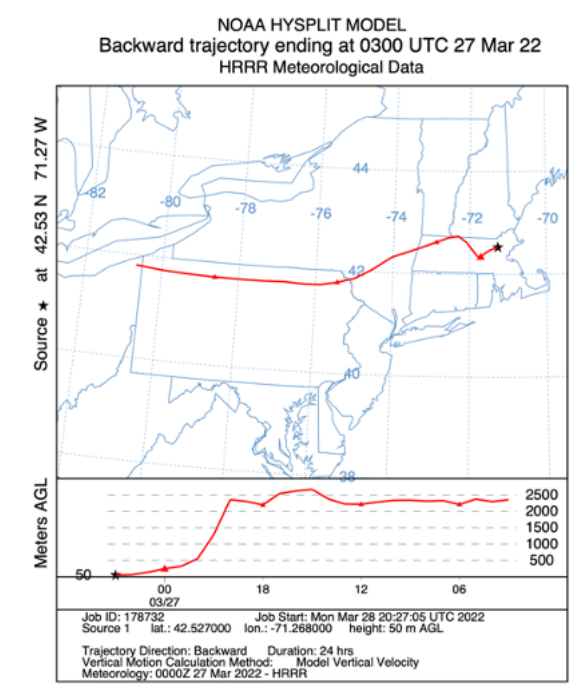 NOAA HYSPLIT MODEL
Backward trajectory ending at 0300 UTC 27 Mar 22
HRRR Meteorological Data
Source ★ at 42.53 N 71.27 W
44
-82
-80
-78
-76
-74
-72
-70
42
40
38
Meters AGL
2500
2000
1500
1000
500
50
00
18
12
06
03/27
Job ID: 178732 Job Start: Mon Mar 28 20:27:05 UTC 2022
Source 1 lat.: 42.527000 lon.: -71.268000 height: 50 m AGL
Trajectory Direction: Backward Duration: 24 hrs
Vertical Motion Calculation Method: Model Vertical Velocity
Meteorology: 0000Z 27 Mar 2022 - HRRR